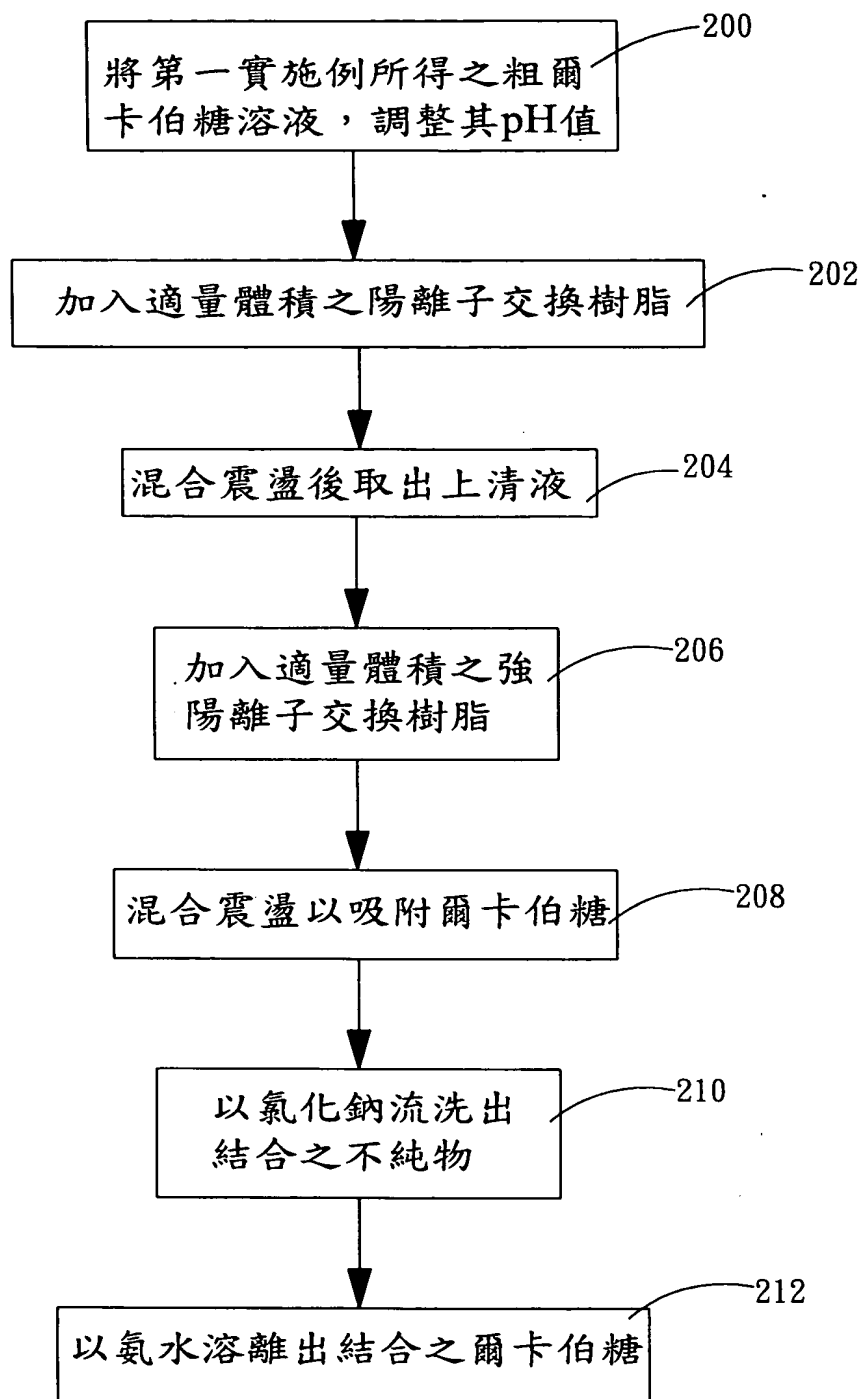 200
將第一實施例所得之粗爾
卡伯糖溶液，調整其pH值
202
加入適量體積之陽離子交換樹脂
204
混合震盪後取出上清液
206
加入適量體積之強
陽離子交換樹脂
208
混合震盪以吸附爾卡伯糖
210
以氯化鈉流洗出
結合之不純物
212
以氨水溶離出結合之爾卡伯糖